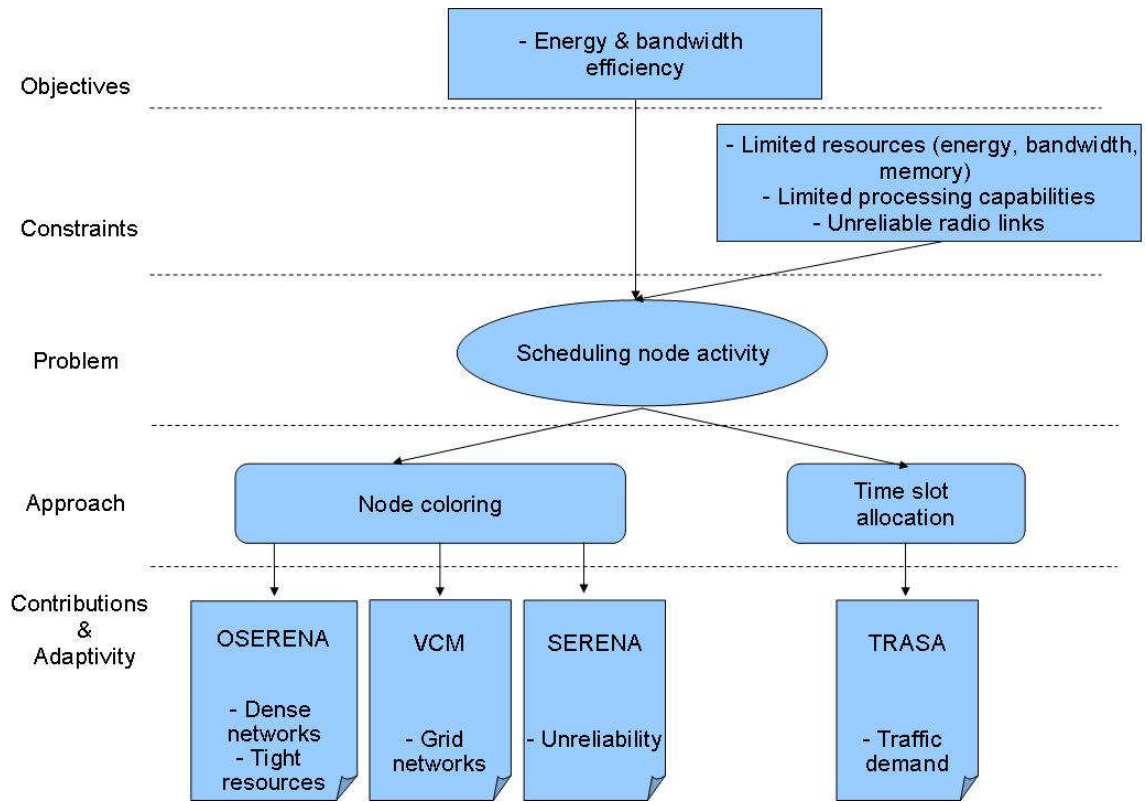 - Energy & bandwidth
efficiency
Objectives
- Limited resources (energy, bandwidth,
memory)
- Limited processing capabilities
- Unreliable radio links
Constraints
Problem
Scheduling node activity
Approach
Node coloring
Time slot
allocation
Contributions
&
Adaptivity
OSERENA
- Dense
networks
- Tight
resources
VCM
- Grid
networks
SERENA
- Unreliability
TRASA
- Traffic
demand